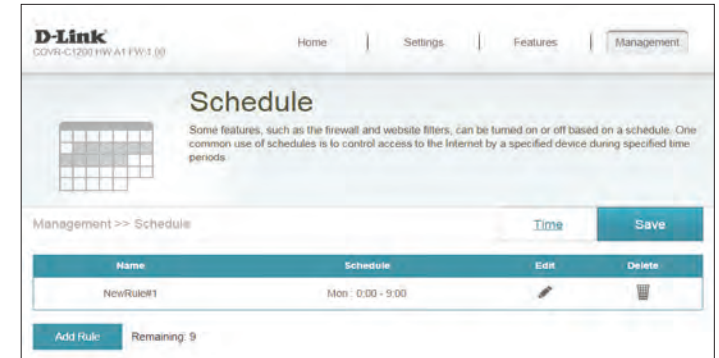 D-Link
COVR-C1200 HW:A1 FW:1.00
Home | Settings | Features | Management
Schedule
Some features, such as the firewall and website filters, can be turned on or off based on a schedule. One
common use of schedules is to control access to the Internet by a specified device during specified time
periods.
Management >> Schedule
Time
Save
Name Schedule Edit Delete
NewRule#1 Mon : 0:00 - 9:00
Add Rule Remaining: 9